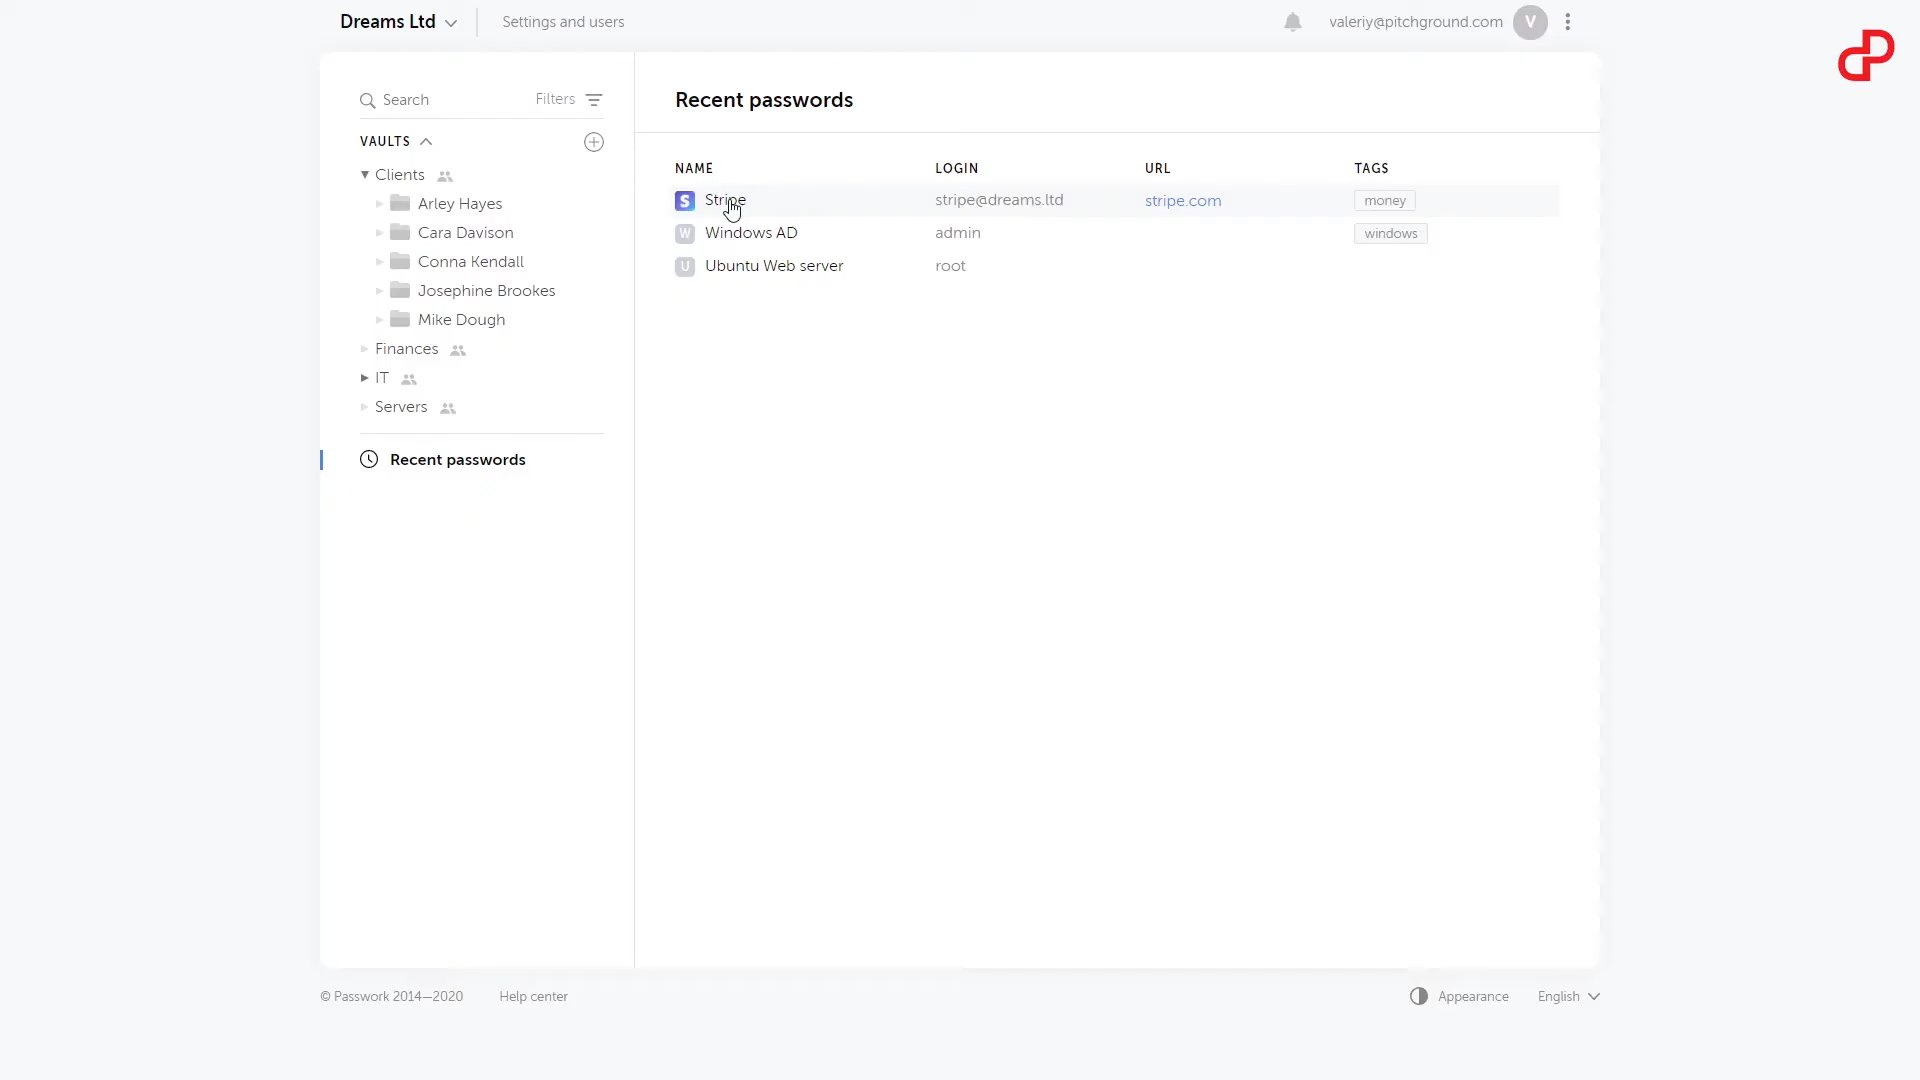 Dreams Ltd
Settings and users
valeriy@pitchground.com
V
Search
Filters
VAULTS
Clients
Arley Hayes
Cara Davison
Conna Kendall
Josephine Brookes
Mike Dough
Finances
IT
Servers
Recent passwords
Recent passwords
NAME LOGIN URL TAGS
S Stripe stripe@dreams.ltd stripe.com money
W Windows AD admin windows
U Ubuntu Web server root
© Passwork 2014—2020
Help center
Appearance
English